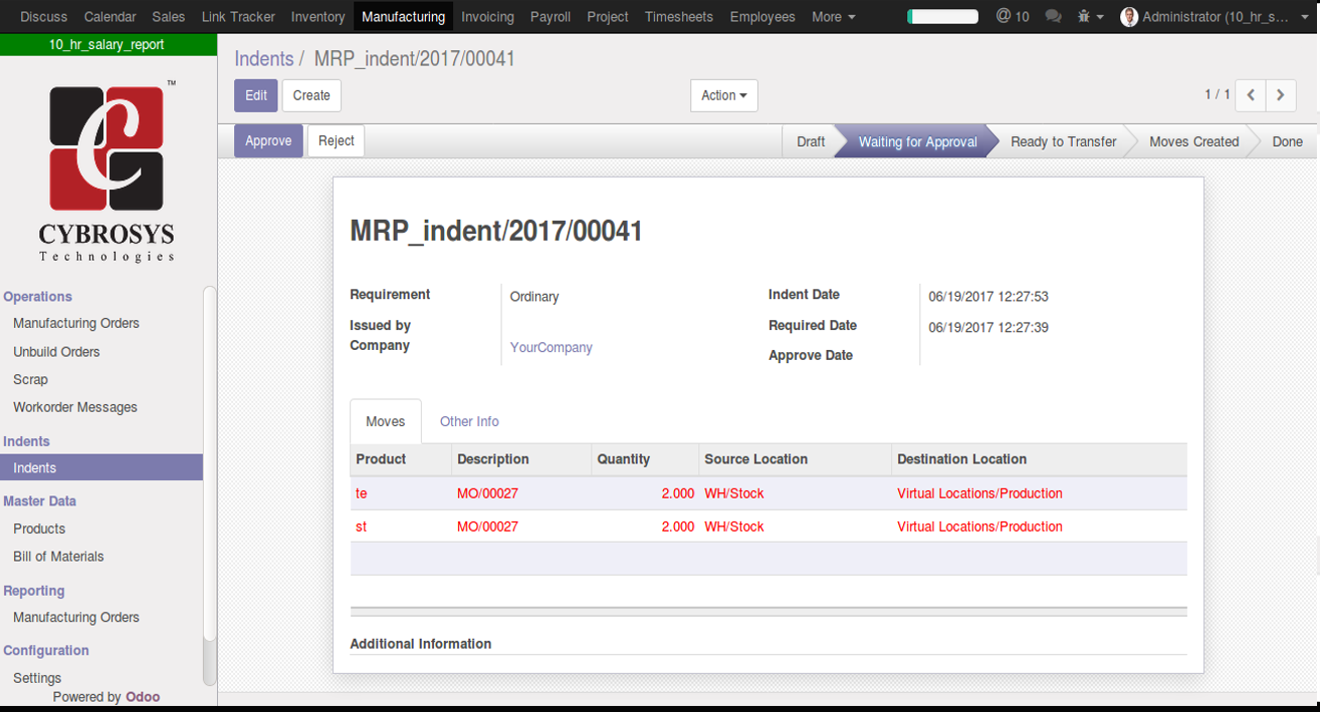 Discuss Calendar Sales Link Tracker Inventory Manufacturing Invoicing Payroll Project Timesheets Employees More @ 10 Administrator (10_hr_s...
10_hr_salary_report
Indents / MRP_indent/2017/00041
Edit Create Action 1 / 1
Approve Reject Draft Waiting for Approval Ready to Transfer Moves Created Done
TM
C
CYBROSYS
Technologies
Operations
Manufacturing Orders
Unbuild Orders
Scrap
Workorder Messages
Indents
Indents
Master Data
Products
Bill of Materials
Reporting
Manufacturing Orders
Configuration
Settings
Powered by Odoo
MRP_indent/2017/00041
Requirement Ordinary Indent Date 06/19/2017 12:27:53
Issued by Required Date 06/19/2017 12:27:39
Company YourCompany Approve Date
Moves Other Info
Product Description Quantity Source Location Destination Location
te MO/00027 2.000 WH/Stock Virtual Locations/Production
st MO/00027 2.000 WH/Stock Virtual Locations/Production
Additional Information